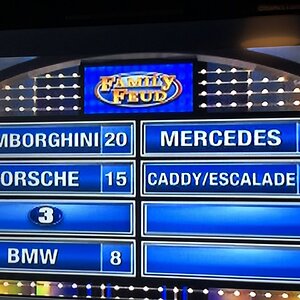 FAMILY
FEUD
MBORGHINI 20
MERCEDES
ORSCHE 15
CADDY/ESCALADE
3
BMW 8